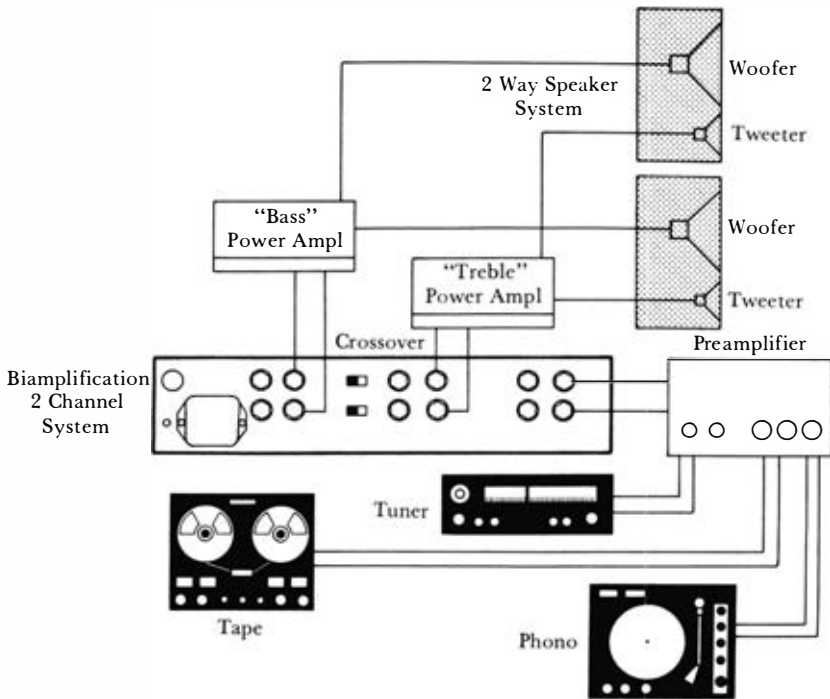 Woofer
2 Way Speaker
System
Tweeter
“Bass”
Power Ampl
Woofer
“Treble”
Power Ampl
Tweeter
Crossover
Preamplifier
Biamplification
2 Channel
System
Tuner
Tape
Phono